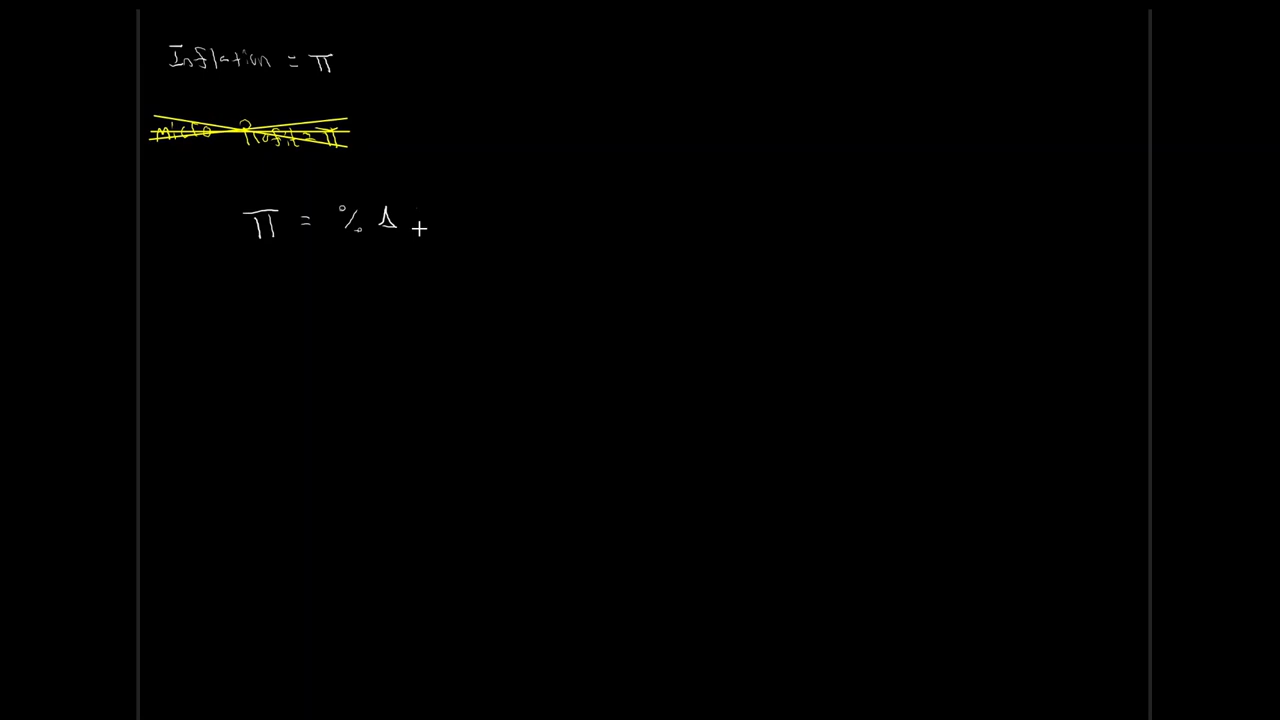 Inflation = π
Micro Profit = π
π = % Δ